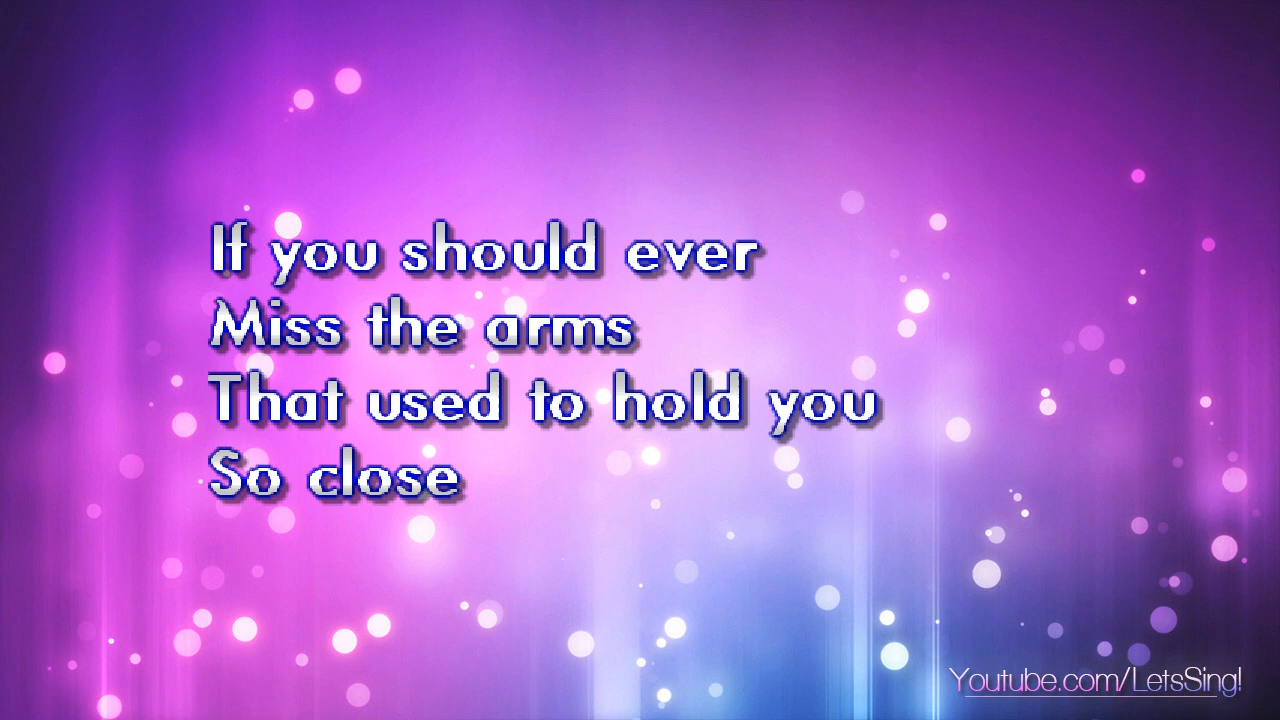 If you should ever
Miss the arms
That used to hold you
So close
Youtube.com/LetsSing!